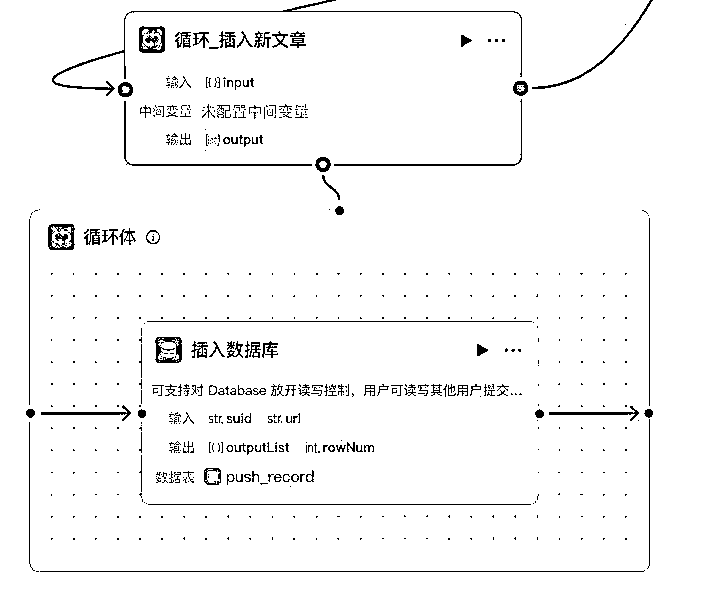 循环_插入新文章
输入 [{}]input
中间变量 未配置中间变量
输出 output
循环体
插入数据库
可支持对 Database 放开读写控制，用户可读写其他用户提交...
输入 str.suid str.url
输出 [{}]outputList int.rowNum
数据表 push_record